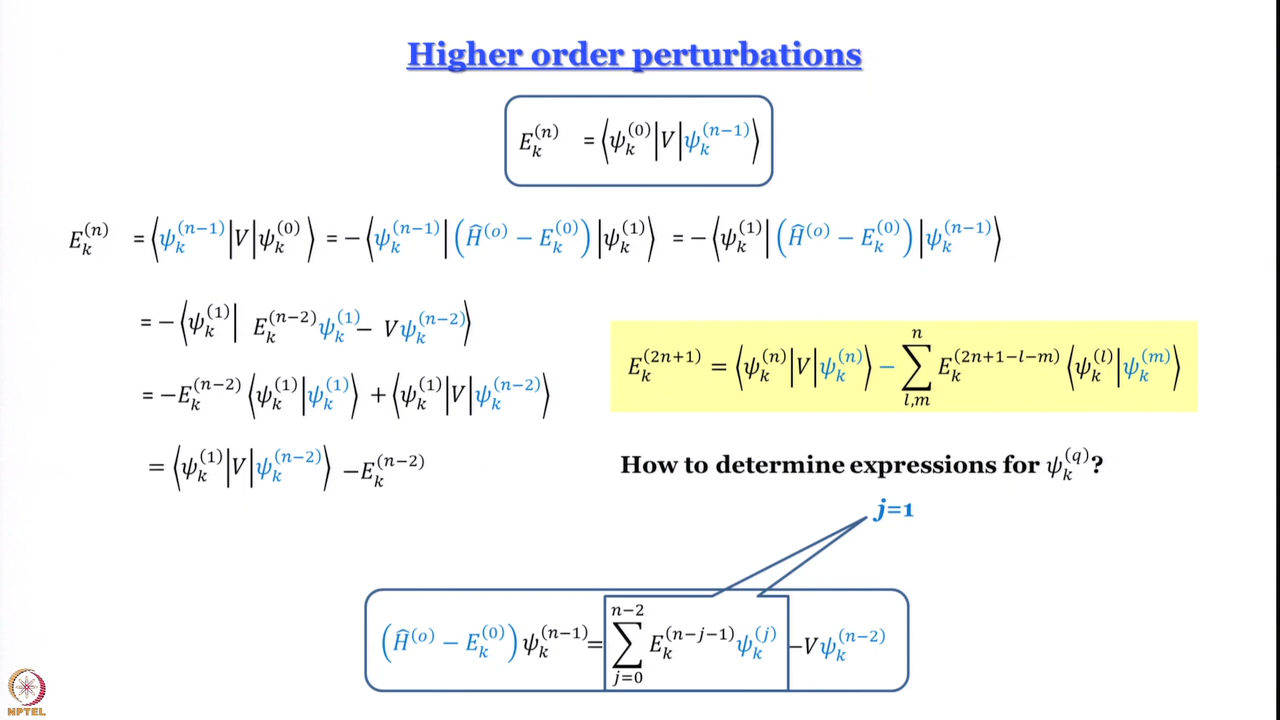 Higher order perturbations
E_k^{(n)} = ⟨ψ_k^{(0)}|V|ψ_k^{(n−1)}⟩
E_k^{(n)} = ⟨ψ_k^{(n−1)}|V|ψ_k^{(0)}⟩ = −⟨ψ_k^{(n−1)}|(Ĥ^{(o)} − E_k^{(0)})|ψ_k^{(1)}⟩ = −⟨ψ_k^{(1)}|(Ĥ^{(o)} − E_k^{(0)})|ψ_k^{(n−1)}⟩
= −⟨ψ_k^{(1)}| E_k^{(n−2)}ψ_k^{(1)} − Vψ_k^{(n−2)}⟩
= −E_k^{(n−2)}⟨ψ_k^{(1)}|ψ_k^{(1)}⟩ + ⟨ψ_k^{(1)}|V|ψ_k^{(n−2)}⟩
= ⟨ψ_k^{(1)}|V|ψ_k^{(n−2)}⟩ −E_k^{(n−2)}
E_k^{(2n+1)} = ⟨ψ_k^{(n)}|V|ψ_k^{(n)}⟩ − ∑_{l,m}^{n} E_k^{(2n+1−l−m)}⟨ψ_k^{(l)}|ψ_k^{(m)}⟩
How to determine expressions for ψ_k^{(q)}?
j=1
(Ĥ^{(o)} − E_k^{(0)})ψ_k^{(n−1)} = ∑_{j=0}^{n−2} E_k^{(n−j−1)}ψ_k^{(j)} −Vψ_k^{(n−2)}
NPTEL